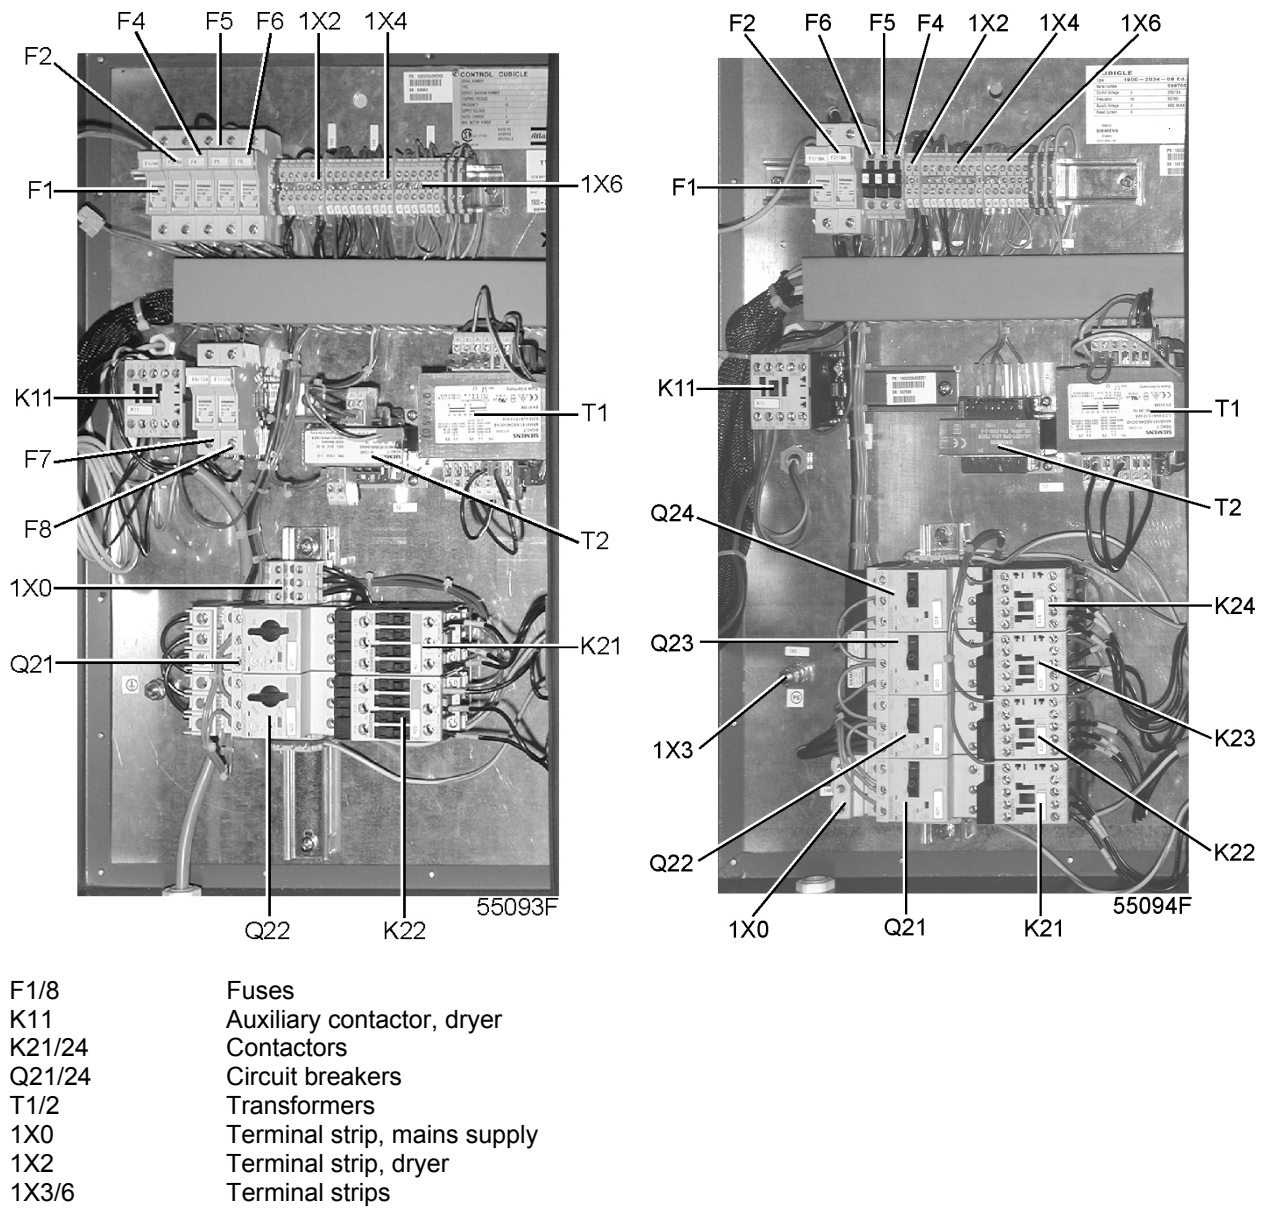 F4 F5 F6 1X2 1X4
F2
F1
1X6
CONTROL CUBICLE
K11
T1
F7
F8
T2
1X0
Q21
K21
55093F
Q22 K22
F2 F6 F5 F4 1X2 1X4 1X6
F1
SIEMENS
K11
T1
T2
Q24
K24
Q23
K23
1X3
K22
Q22
55094F
1X0 Q21 K21
F1/8 Fuses
K11 Auxiliary contactor, dryer
K21/24 Contactors
Q21/24 Circuit breakers
T1/2 Transformers
1X0 Terminal strip, mains supply
1X2 Terminal strip, dryer
1X3/6 Terminal strips